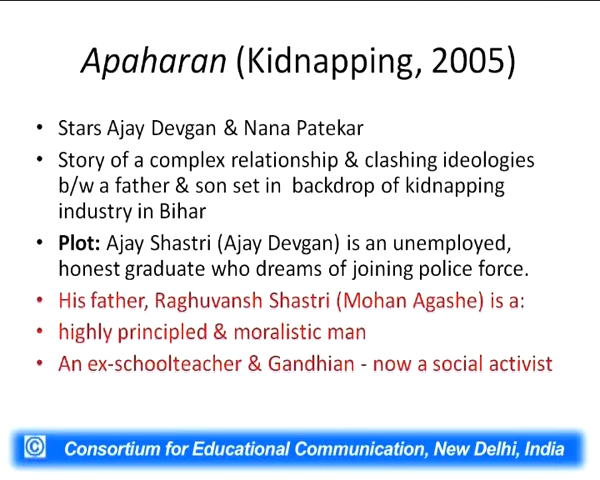 Apaharan (Kidnapping, 2005)
• Stars Ajay Devgan & Nana Patekar
• Story of a complex relationship & clashing ideologies
b/w a father & son set in backdrop of kidnapping
industry in Bihar
• Plot: Ajay Shastri (Ajay Devgan) is an unemployed,
honest graduate who dreams of joining police force.
• His father, Raghuvansh Shastri (Mohan Agashe) is a:
• highly principled & moralistic man
• An ex-schoolteacher & Gandhian - now a social activist
© Consortium for Educational Communication, New Delhi, India